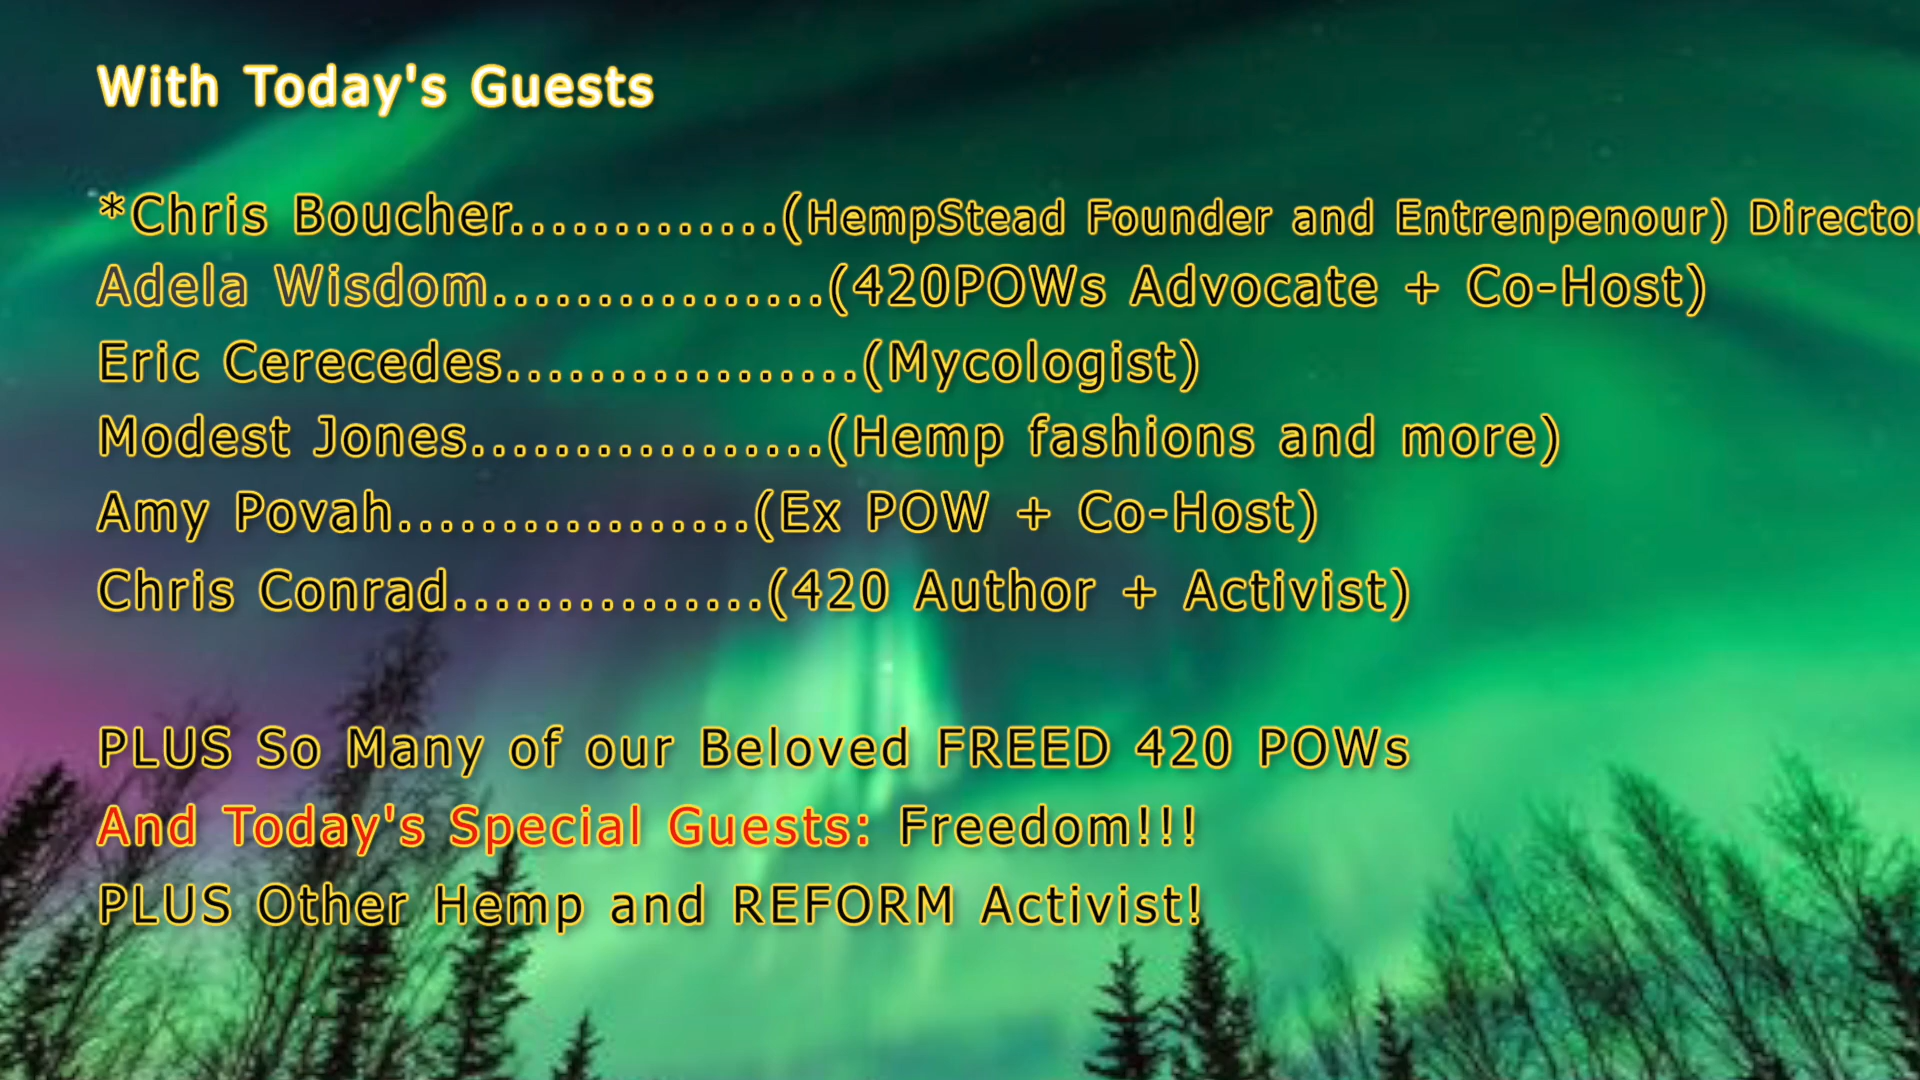 With Today's Guests
*Chris Boucher.............(HempStead Founder and Entrenpenour) Director
Adela Wisdom................(420POWs Advocate + Co-Host)
Eric Cerecedes.................(Mycologist)
Modest Jones.................(Hemp fashions and more)
Amy Povah.................(Ex POW + Co-Host)
Chris Conrad...............(420 Author + Activist)
PLUS So Many of our Beloved FREED 420 POWs
And Today's Special Guests: Freedom!!!
PLUS Other Hemp and REFORM Activist!